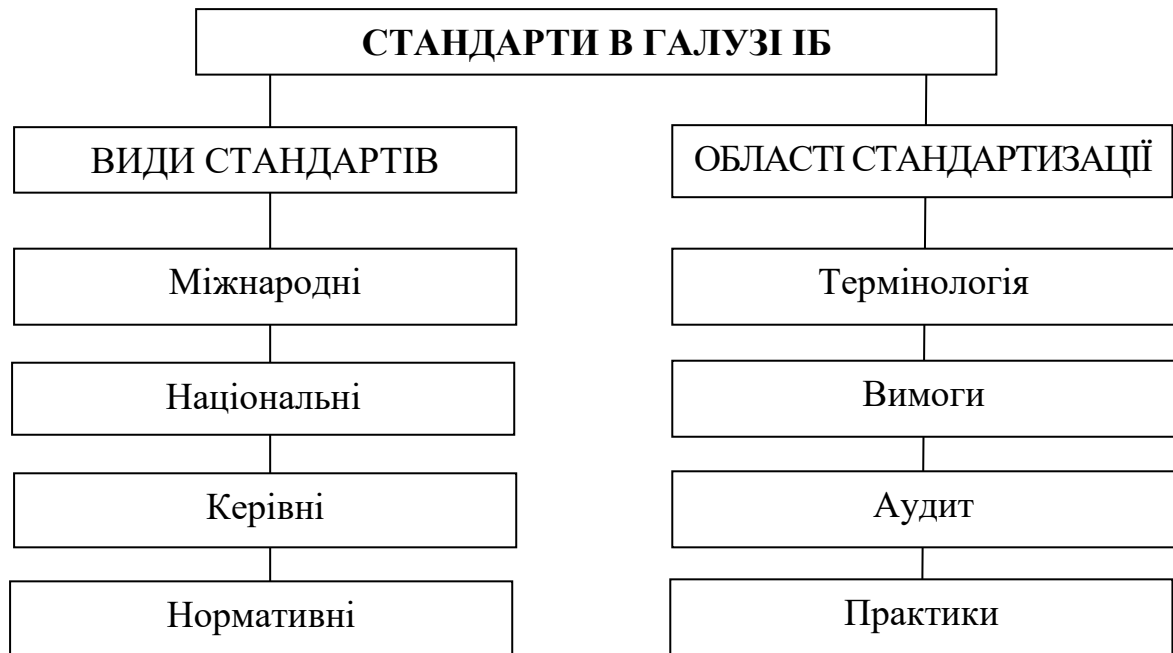 СТАНДАРТИ В ГАЛУЗІ ІБ
ВИДИ СТАНДАРТІВ
Міжнародні
Національні
Керівні
Нормативні
ОБЛАСТІ СТАНДАРТИЗАЦІЇ
Термінологія
Вимоги
Аудит
Практики